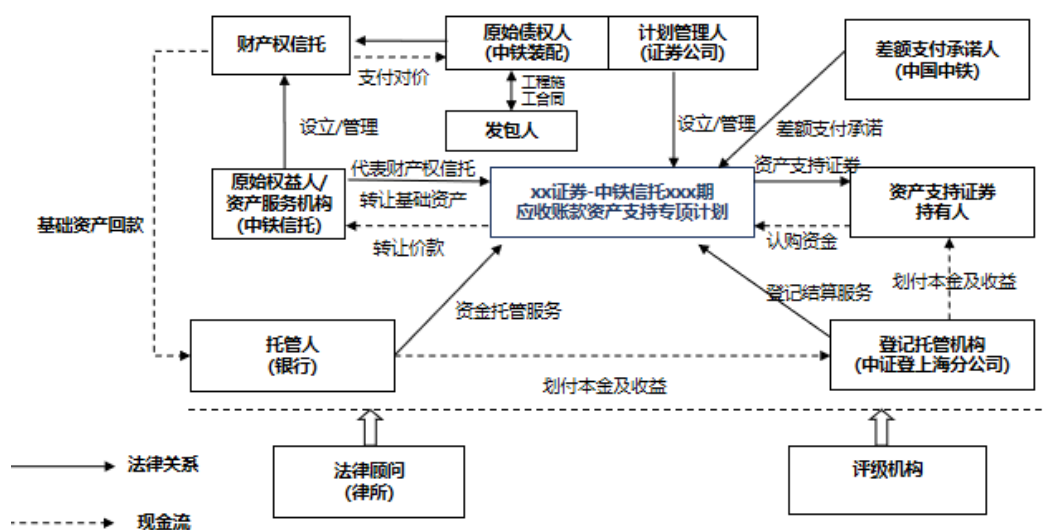 财产权信托
原始债权人
(中铁装配)
计划管理人
(证券公司)
差额支付承诺人
(中国中铁)
支付对价
工程施
工合同
发包人
设立/管理
设立/管理
差额支付承诺
代表财产权信托
资产支持证券
原始权益人/
资产服务机构
(中铁信托)
转让基础资产
xx证券-中铁信托xxx期
应收账款资产支持专项计划
资产支持证券
持有人
基础资产回款
转让价款
认购资金
划付本金及收益
资金托管服务
登记结算服务
托管人
(银行)
登记托管机构
(中证登上海分公司)
划付本金及收益
法律关系
法律顾问
(律所)
评级机构
现金流